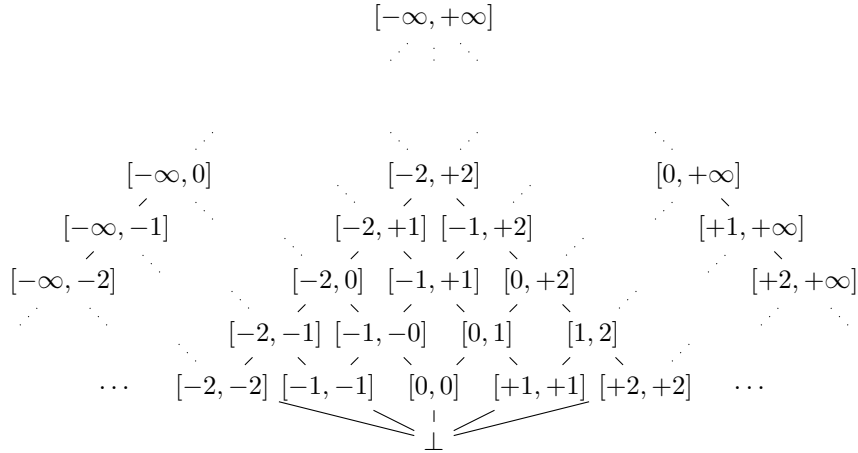 [−∞, +∞]
[−∞, 0] [−2, +2] [0, +∞]
[−∞, −1] [−2, +1] [−1, +2] [+1, +∞]
[−∞, −2] [−2, 0] [−1, +1] [0, +2] [+2, +∞]
[−2, −1] [−1, −0] [0, 1] [1, 2]
⋯ [−2, −2] [−1, −1] [0, 0] [+1, +1] [+2, +2] ⋯
⊥